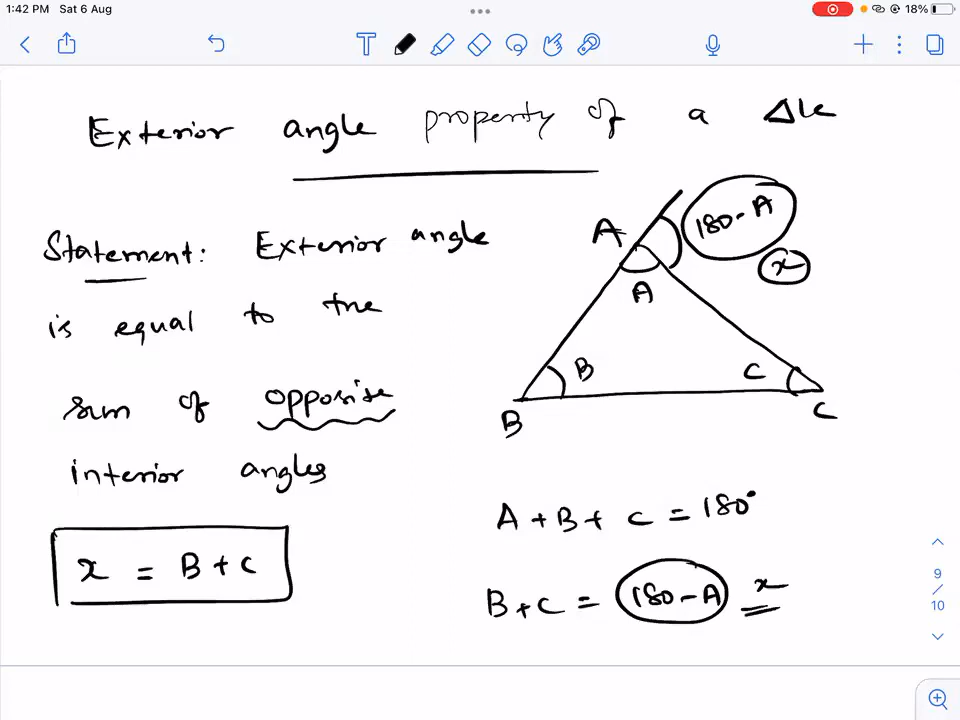 1:42 PM Sat 6 Aug
18%
T
Exterior angle property of a Δle
Statement: Exterior angle
is equal to the
sum of opposite
interior angles
x = B + C
A
180 - A
x
A
B
C
B
C
A + B + C = 180°
B + C = 180 - A x
9
/
10